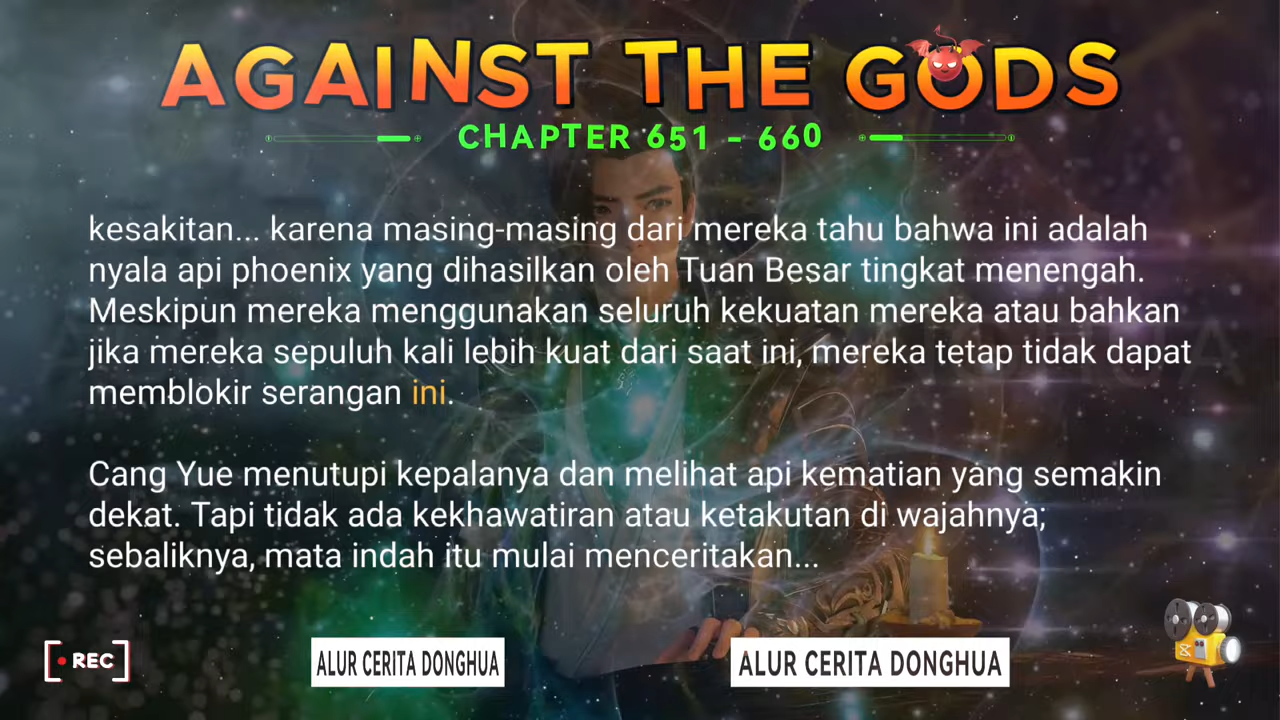 AGAINST THE GODS
CHAPTER 651 - 660
kesakitan... karena masing-masing dari mereka tahu bahwa ini adalah
nyala api phoenix yang dihasilkan oleh Tuan Besar tingkat menengah.
Meskipun mereka menggunakan seluruh kekuatan mereka atau bahkan
jika mereka sepuluh kali lebih kuat dari saat ini, mereka tetap tidak dapat
memblokir serangan ini.
Cang Yue menutupi kepalanya dan melihat api kematian yang semakin
dekat. Tapi tidak ada kekhawatiran atau ketakutan di wajahnya;
sebaliknya, mata indah itu mulai menceritakan...
REC
ALUR CERITA DONGHUA
ALUR CERITA DONGHUA